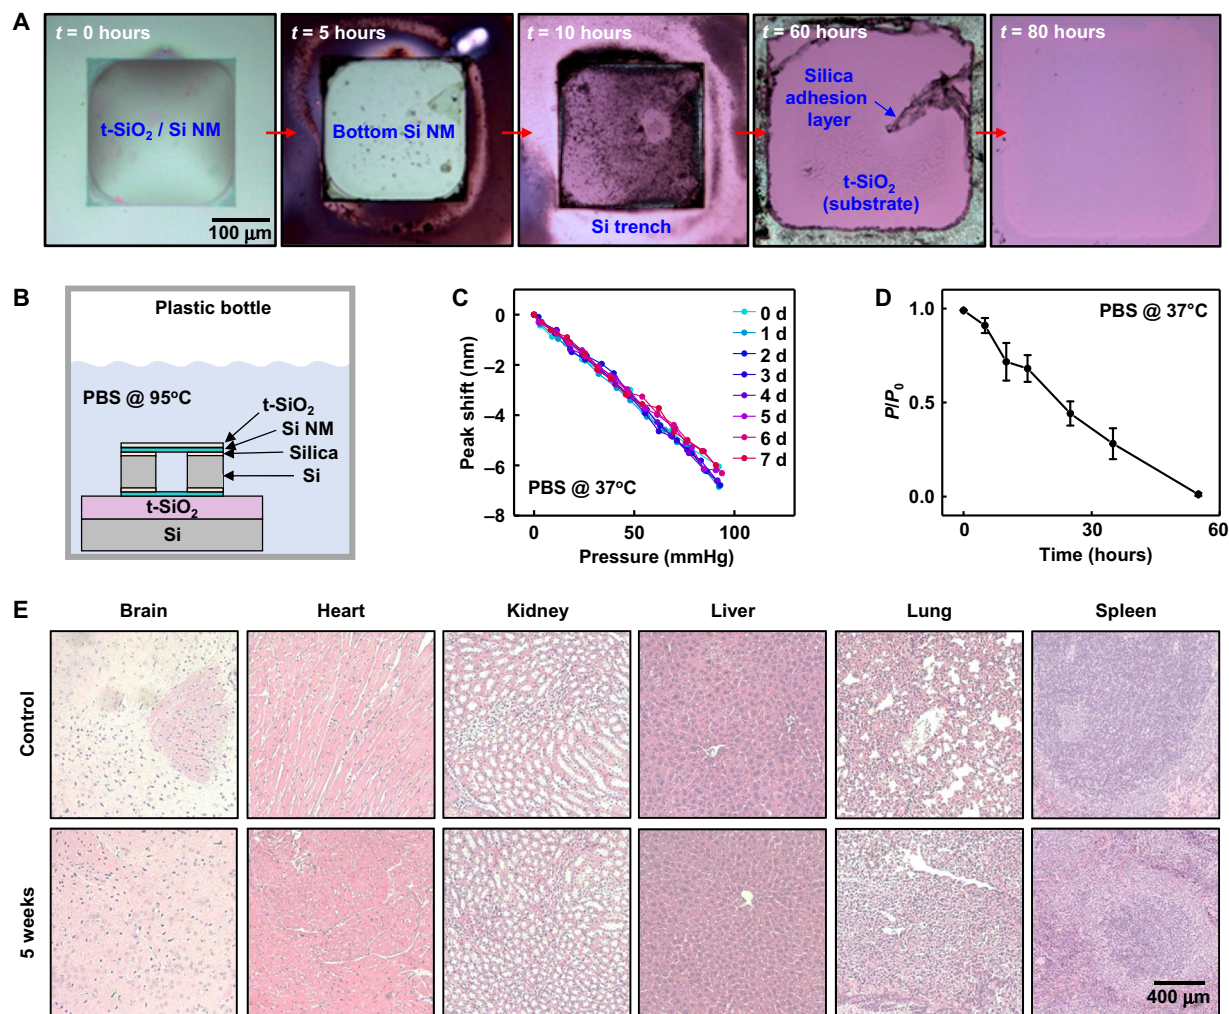 A
t = 0 hours
t = 5 hours
t = 10 hours
t = 60 hours
t = 80 hours
t-SiO₂ / Si NM
Bottom Si NM
Si trench
Silica
adhesion
layer
t-SiO₂
(substrate)
100 μm
B
Plastic bottle
PBS @ 95°C
t-SiO₂
Si NM
Silica
Si
t-SiO₂
Si
C
Peak shift (nm)
0
−2
−4
−6
−8
0 d
1 d
2 d
3 d
4 d
5 d
6 d
7 d
PBS @ 37°C
0 50 100
Pressure (mmHg)
D
P/P₀
1.0
0.5
0.0
PBS @ 37°C
0 30 60
Time (hours)
E
Brain Heart Kidney Liver Lung Spleen
Control
5 weeks
400 μm